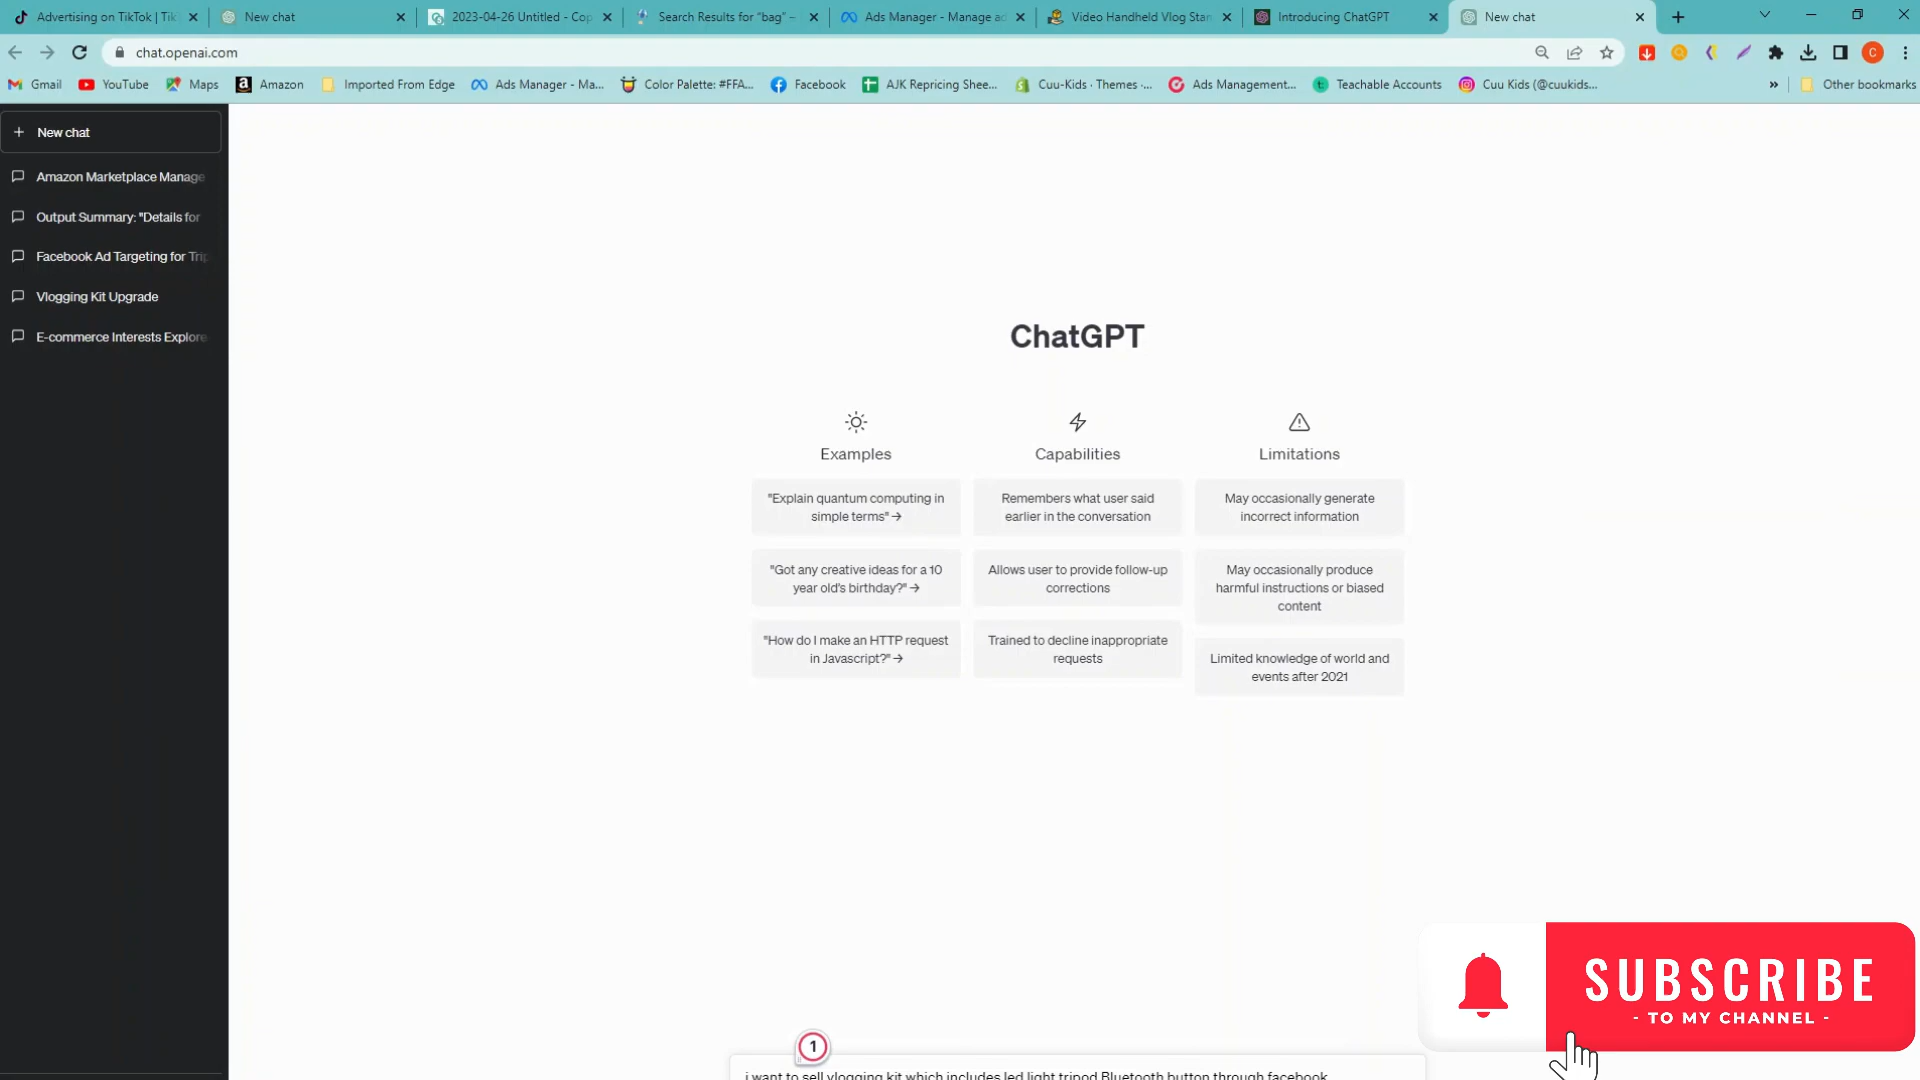 Advertising on TikTok | Tik
New chat
2023-04-26 Untitled - Cop
Search Results for "bag" –
Ads Manager - Manage ad
Video Handheld Vlog Stan
Introducing ChatGPT
New chat
chat.openai.com
C
Gmail
YouTube
Maps
Amazon
Imported From Edge
Ads Manager - Ma...
Color Palette: #FFA...
Facebook
AJK Repricing Shee...
Cuu-Kids · Themes ·...
Ads Management...
Teachable Accounts
Cuu Kids (@cuukids...
»
Other bookmarks
+ New chat
Amazon Marketplace Manage
Output Summary: "Details for
Facebook Ad Targeting for Trip
Vlogging Kit Upgrade
E-commerce Interests Explore
ChatGPT
Examples
"Explain quantum computing in
simple terms" →
"Got any creative ideas for a 10
year old's birthday?" →
"How do I make an HTTP request
in Javascript?" →
Capabilities
Remembers what user said
earlier in the conversation
Allows user to provide follow-up
corrections
Trained to decline inappropriate
requests
Limitations
May occasionally generate
incorrect information
May occasionally produce
harmful instructions or biased
content
Limited knowledge of world and
events after 2021
SUBSCRIBE
- TO MY CHANNEL -
1
i want to sell vlogging kit which includes led light tripod Bluetooth button through facebook